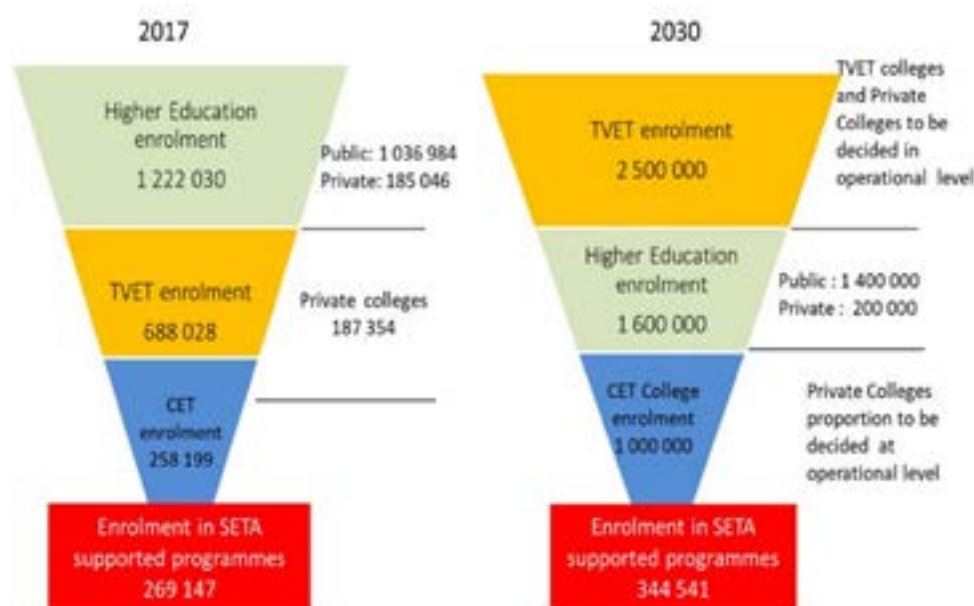 2017
Higher Education
enrolment
1 222 030
Public: 1 036 984
Private: 185 046
TVET enrolment
688 028
Private colleges
187 354
CET
enrolment
258 199
Enrolment in SETA
supported programmes
269 147
2030
TVET enrolment
2 500 000
TVET colleges
and Private
Colleges to be
decided in
operational level
Higher Education
enrolment
1 600 000
Public : 1 400 000
Private : 200 000
CET College
enrolment
1 000 000
Private Colleges
proportion to be
decided at
operational level
Enrolment in SETA
supported programmes
344 541